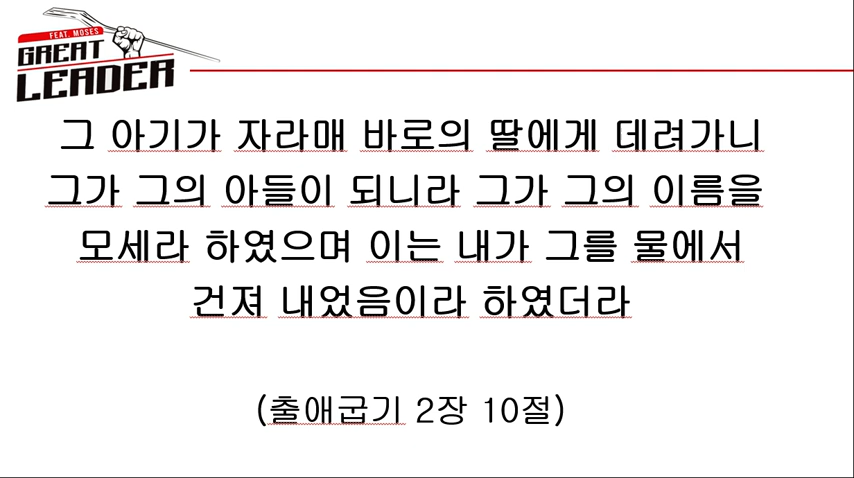 FEAT. MOSES
GREAT
LEADER
그 아기가 자라매 바로의 딸에게 데려가니
그가 그의 아들이 되니라 그가 그의 이름을
모세라 하였으며 이는 내가 그를 물에서
건져 내었음이라 하였더라
(출애굽기 2장 10절)